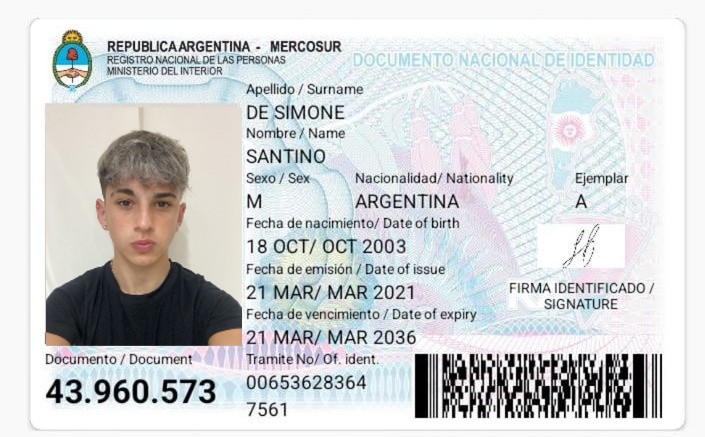 REPUBLICA ARGENTINA - MERCOSUR
REGISTRO NACIONAL DE LAS PERSONAS
MINISTERIO DEL INTERIOR
DOCUMENTO NACIONAL DE IDENTIDAD
Apellido / Surname
DE SIMONE
Nombre / Name
SANTINO
Sexo / Sex Nacionalidad/ Nationality Ejemplar
M ARGENTINA A
Fecha de nacimiento/ Date of birth
18 OCT/ OCT 2003
Fecha de emisión / Date of issue
21 MAR/ MAR 2021
FIRMA IDENTIFICADO /
SIGNATURE
Fecha de vencimiento / Date of expiry
21 MAR/ MAR 2036
Documento / Document
43.960.573
Tramite No/ Of. ident.
00653628364
7561